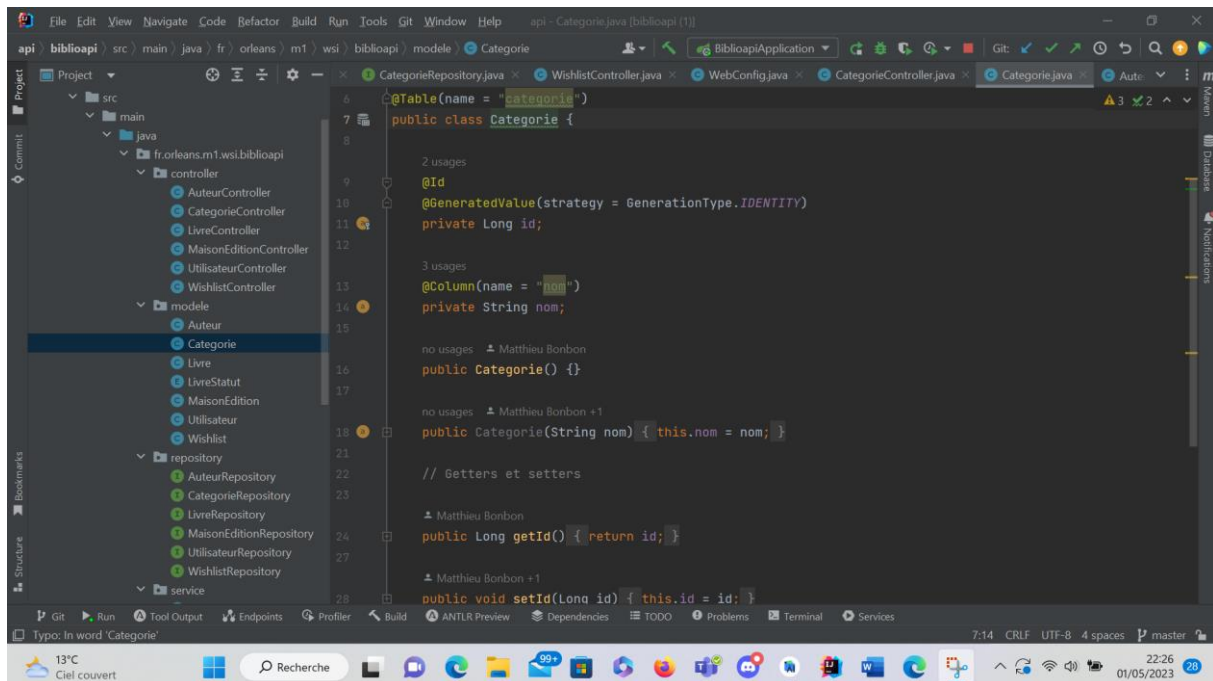 File Edit View Navigate Code Refactor Build Run Tools Git Window Help api - Categorie.java [biblioapi (1)]
api biblioapi src main java fr orleans m1 wsi biblioapi modele Categorie BiblioapiApplication Git:
Project CategorieRepository.java WishlistController.java WebConfig.java CategorieController.java Categorie.java Aute
Project
Commit
Bookmarks
Structure
src
main
java
fr.orleans.m1.wsi.biblioapi
controller
AuteurController
CategorieController
LivreController
MaisonEditionController
UtilisateurController
WishlistController
modele
Auteur
Categorie
Livre
LivreStatut
MaisonEdition
Utilisateur
Wishlist
repository
AuteurRepository
CategorieRepository
LivreRepository
MaisonEditionRepository
UtilisateurRepository
WishlistRepository
service
6 @Table(name = "categorie")
7 public class Categorie {
8
2 usages
9 @Id
10 @GeneratedValue(strategy = GenerationType.IDENTITY)
11 private Long id;
12
3 usages
13 @Column(name = "nom")
14 private String nom;
15
no usages Matthieu Bonbon
16 public Categorie() {}
17
no usages Matthieu Bonbon +1
18 public Categorie(String nom) { this.nom = nom; }
21
22 // Getters et setters
23
Matthieu Bonbon
24 public Long getId() { return id; }
27
Matthieu Bonbon +1
28 public void setId(Long id) { this.id = id; }
3 2
m
Maven
Database
Notifications
Git Run Tool Output Endpoints Profiler Build ANTLR Preview Dependencies TODO Problems Terminal Services
Typo: In word 'Categorie' 7:14 CRLF UTF-8 4 spaces master
13°C
Ciel couvert
Recherche
99+
22:26
01/05/2023
28